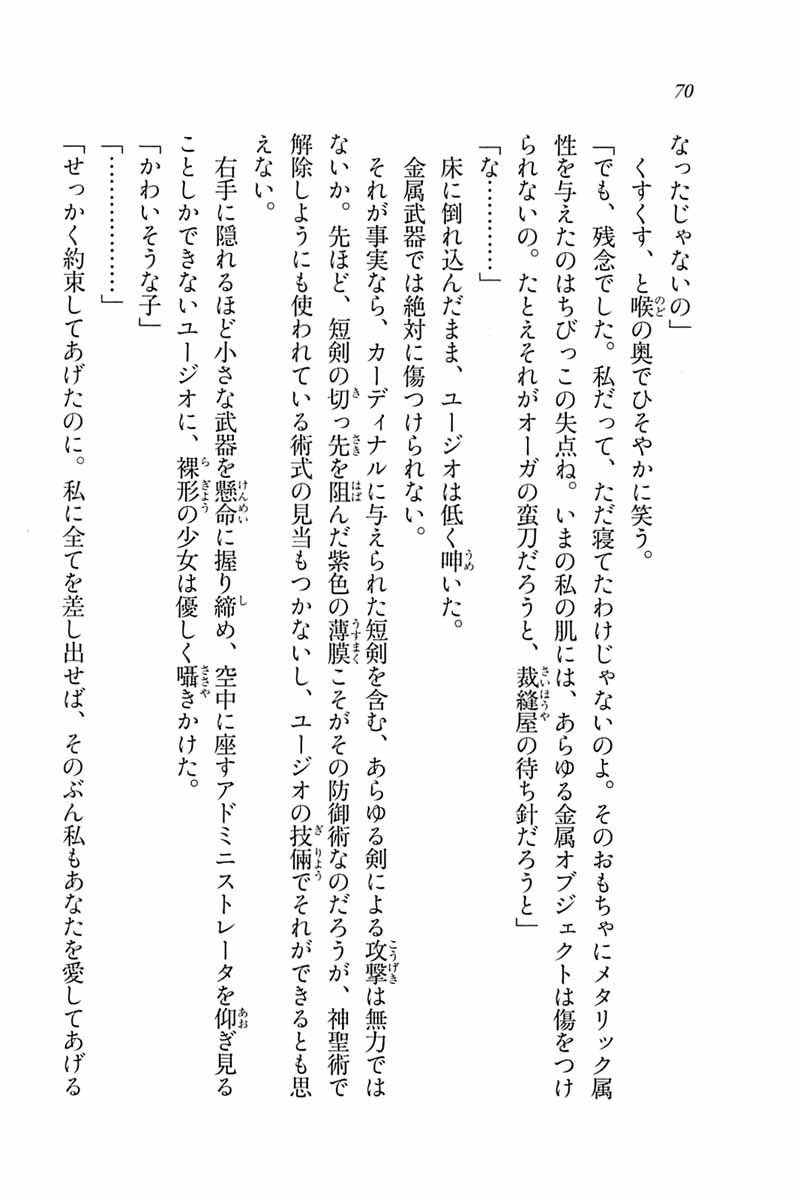 70
なったじゃないの」
くすくす、と喉の奥でひそやかに笑う。
「でも、残念でした。私だって、ただ寝てたわけじゃないのよ。そのおもちゃにメタリック属
性を与えたのはちびっこの失点ね。いまの私の肌には、あらゆる金属オブジェクトは傷をつけ
られないの。たとえそれがオーガの蛮刀だろうと、裁縫屋の待ち針だろうと」
「な…………」
床に倒れ込んだまま、ユージオは低く呻いた。
金属武器では絶対に傷つけられない。
それが事実なら、カーディナルに与えられた短剣を含む、あらゆる剣による攻撃は無力では
ないか。先ほど、短剣の切っ先を阻んだ紫色の薄膜こそがその防御術なのだろうが、神聖術で
解除しようにも使われている術式の見当もつかないし、ユージオの技倆でそれができるとも思
えない。
右手に隠れるほど小さな武器を懸命に握り締め、空中に座すアドミニストレータを仰ぎ見る
ことしかできないユージオに、裸形の少女は優しく囁きかけた。
「かわいそうな子」
「………………」
「せっかく約束してあげたのに。私に全てを差し出せば、そのぶん私もあなたを愛してあげる